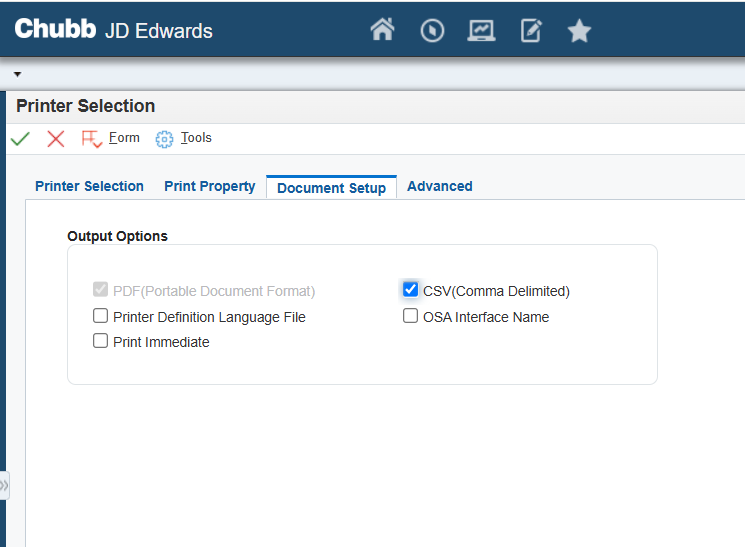 Chubb JD Edwards
Printer Selection
Form Tools
Printer Selection Print Property Document Setup Advanced
Output Options
PDF(Portable Document Format) CSV(Comma Delimited)
Printer Definition Language File OSA Interface Name
Print Immediate